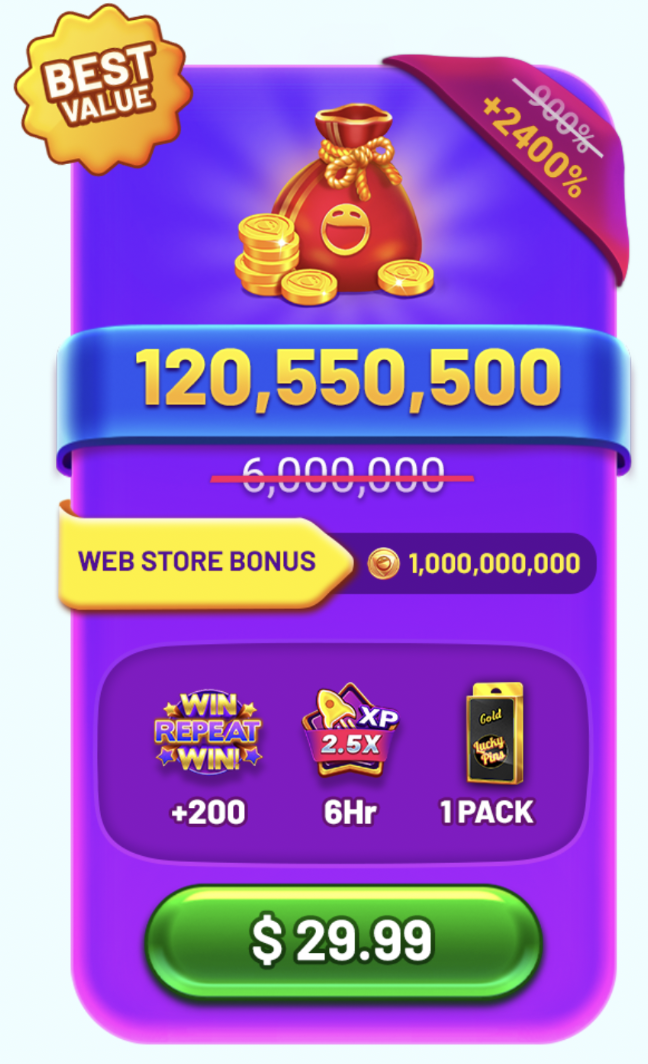 BEST
VALUE
900%
+2400%
120,550,500
6,000,000
WEB STORE BONUS
1,000,000,000
WIN
REPEAT
WIN!
+200
XP
2.5X
6Hr
Gold
Lucky
Pins
1 PACK
$ 29.99